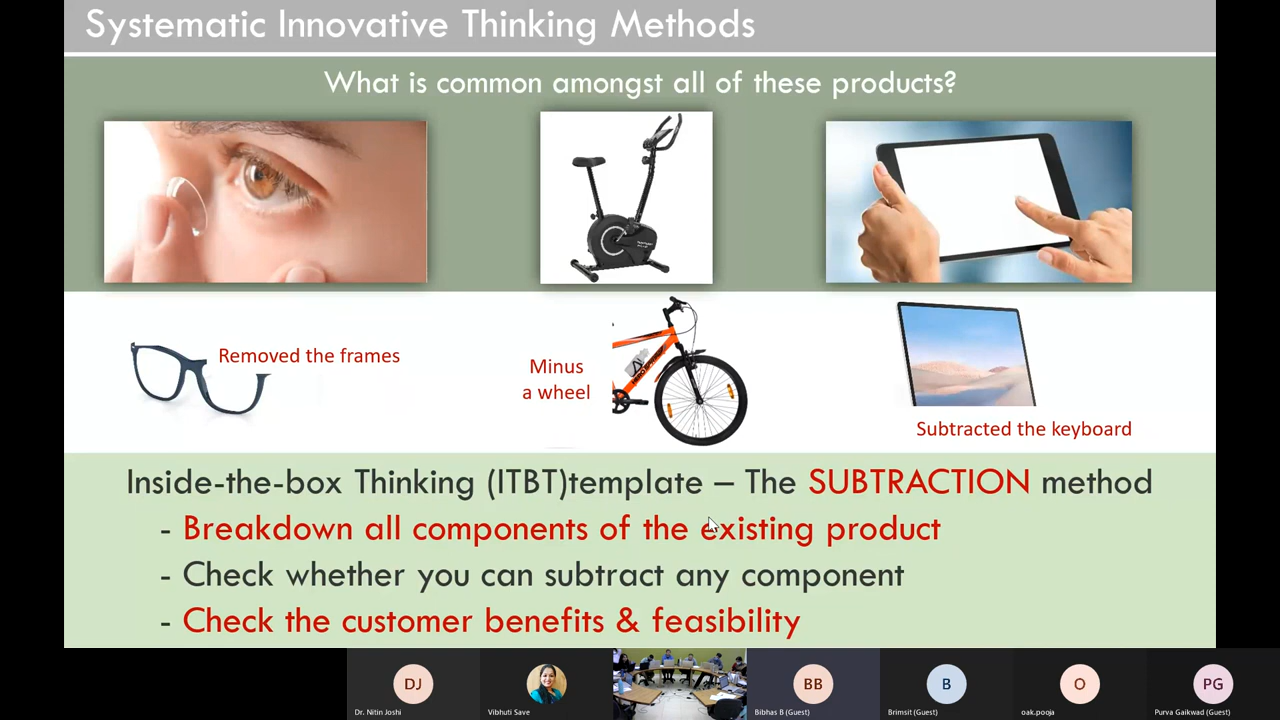 Systematic Innovative Thinking Methods
What is common amongst all of these products?
Removed the frames
Minus
a wheel
Subtracted the keyboard
Inside-the-box Thinking (ITBT)template – The SUBTRACTION method
- Breakdown all components of the existing product
- Check whether you can subtract any component
- Check the customer benefits & feasibility
DJ
BB
B
O
PG
Dr. Nitin Joshi
Vibhuti Save
Bibhas B (Guest)
Brimsit (Guest)
oak.pooja
Purva Gaikwad (Guest)